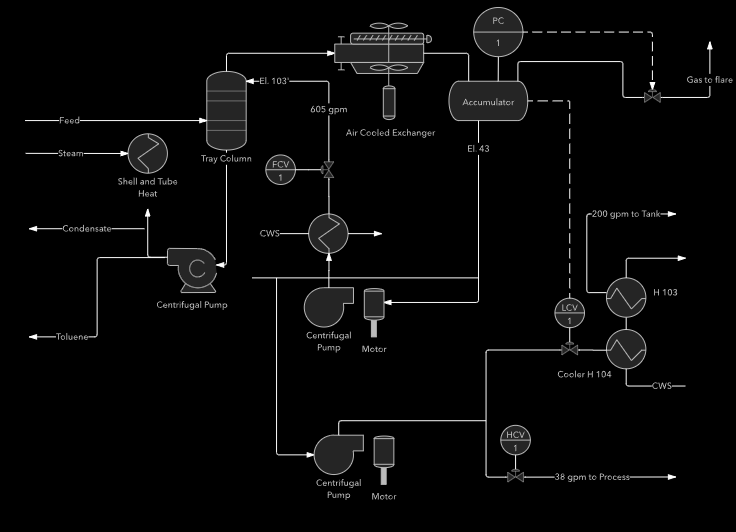 PC
1
Gas to flare
El. 103'
605 gpm
Accumulator
Air Cooled Exchanger
Feed
El. 43
Steam
Tray Column
FCV
1
Shell and Tube
Heat
200 gpm to Tank
Condensate
CWS
H 103
C
Centrifugal Pump
LCV
1
Toluene
Centrifugal
Pump
Motor
Cooler H 104
CWS
HCV
1
38 gpm to Process
Centrifugal
Pump
Motor